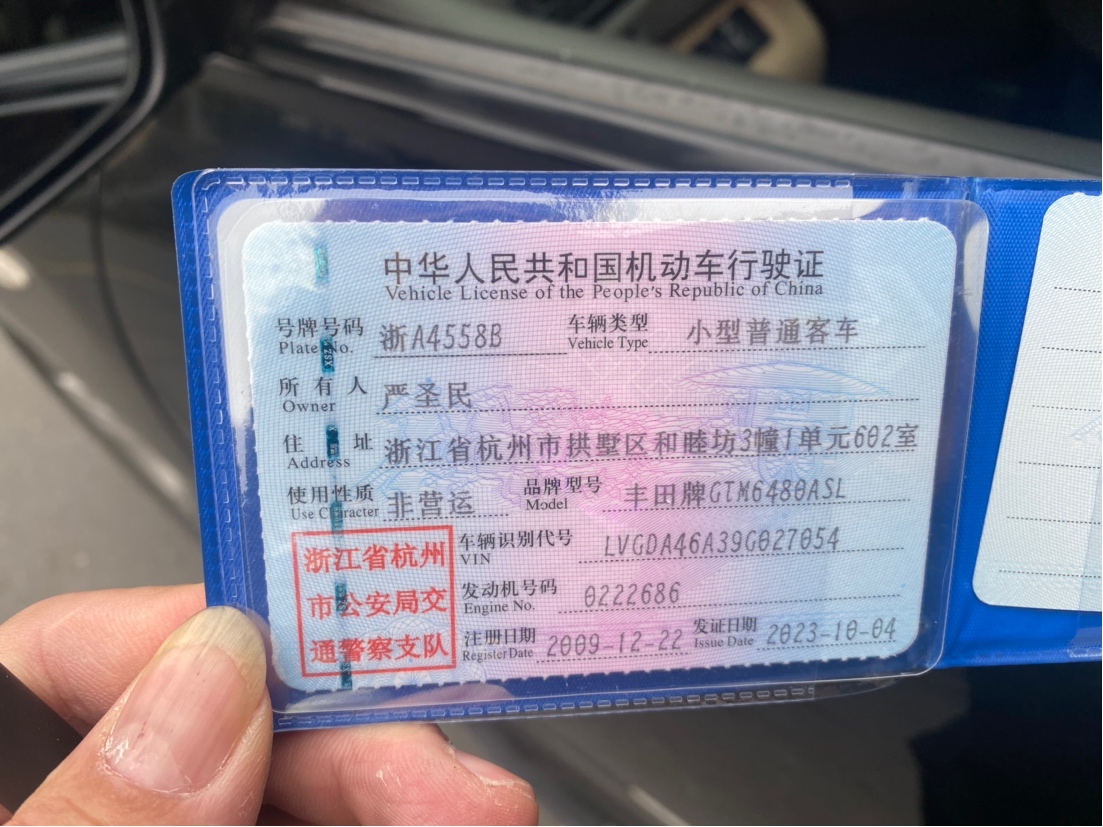 中华人民共和国机动车行驶证
Vehicle License of the People's Republic of China
号牌号码 浙A4558B 车辆类型 小型普通客车
Plate No. Vehicle Type
所有人 严圣民
Owner
住址 浙江省杭州市拱墅区和睦坊3幢1单元602室
Address
使用性质 非营运 品牌型号 丰田牌GTM6480ASL
Use Character Model
浙江省杭州
市公安局交
通警察支队
车辆识别代号 LVGDA46A39G027054
VIN
发动机号码 0222686
Engine No.
注册日期 2009-12-22 发证日期 2023-10-04
Register Date Issue Date